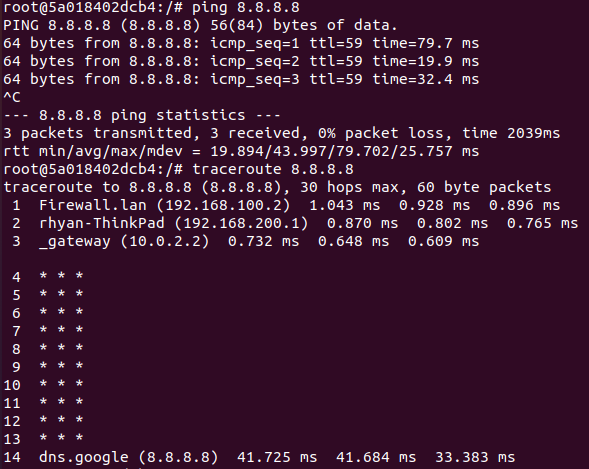 root@5a018402dcb4:/# ping 8.8.8.8
PING 8.8.8.8 (8.8.8.8) 56(84) bytes of data.
64 bytes from 8.8.8.8: icmp_seq=1 ttl=59 time=79.7 ms
64 bytes from 8.8.8.8: icmp_seq=2 ttl=59 time=19.9 ms
64 bytes from 8.8.8.8: icmp_seq=3 ttl=59 time=32.4 ms
^C
--- 8.8.8.8 ping statistics ---
3 packets transmitted, 3 received, 0% packet loss, time 2039ms
rtt min/avg/max/mdev = 19.894/43.997/79.702/25.757 ms
root@5a018402dcb4:/# traceroute 8.8.8.8
traceroute to 8.8.8.8 (8.8.8.8), 30 hops max, 60 byte packets
 1  Firewall.lan (192.168.100.2)  1.043 ms  0.928 ms  0.896 ms
 2  rhyan-ThinkPad (192.168.200.1)  0.870 ms  0.802 ms  0.765 ms
 3  _gateway (10.0.2.2)  0.732 ms  0.648 ms  0.609 ms
 4  * * *
 5  * * *
 6  * * *
 7  * * *
 8  * * *
 9  * * *
10  * * *
11  * * *
12  * * *
13  * * *
14  dns.google (8.8.8.8)  41.725 ms  41.684 ms  33.383 ms